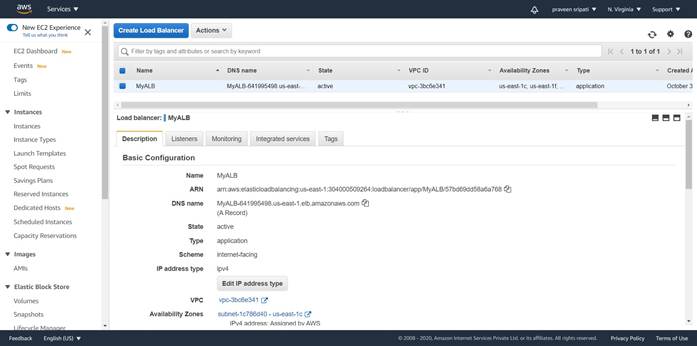 aws Services praveen sripati N. Virginia Support
New EC2 Experience
Tell us what you think
EC2 Dashboard New
Events New
Tags
Limits
Instances
Instances
Instance Types
Launch Templates
Spot Requests
Savings Plans
Reserved Instances
Dedicated Hosts New
Scheduled Instances
Capacity Reservations
Images
AMIs
Elastic Block Store
Volumes
Snapshots
Lifecycle Manager
Create Load Balancer Actions
Filter by tags and attributes or search by keyword 1 to 1 of 1
Name DNS name State VPC ID Availability Zones Type Created A
MyALB MyALB-641995498.us-east-... active vpc-3bc6e341 us-east-1c, us-east-1f, ... application October 3
Load balancer: MyALB
Description Listeners Monitoring Integrated services Tags
Basic Configuration
Name MyALB
ARN arn:aws:elasticloadbalancing:us-east-1:304000509264:loadbalancer/app/MyALB/57bd69dd58a6a768
DNS name MyALB-641995498.us-east-1.elb.amazonaws.com
(A Record)
State active
Type application
Scheme internet-facing
IP address type ipv4
Edit IP address type
VPC vpc-3bc6e341
Availability Zones subnet-1c786d40 - us-east-1c
IPv4 address: Assigned by AWS
Feedback English (US) © 2008 - 2020, Amazon Internet Services Private Ltd. or its affiliates. All rights reserved. Privacy Policy Terms of Use